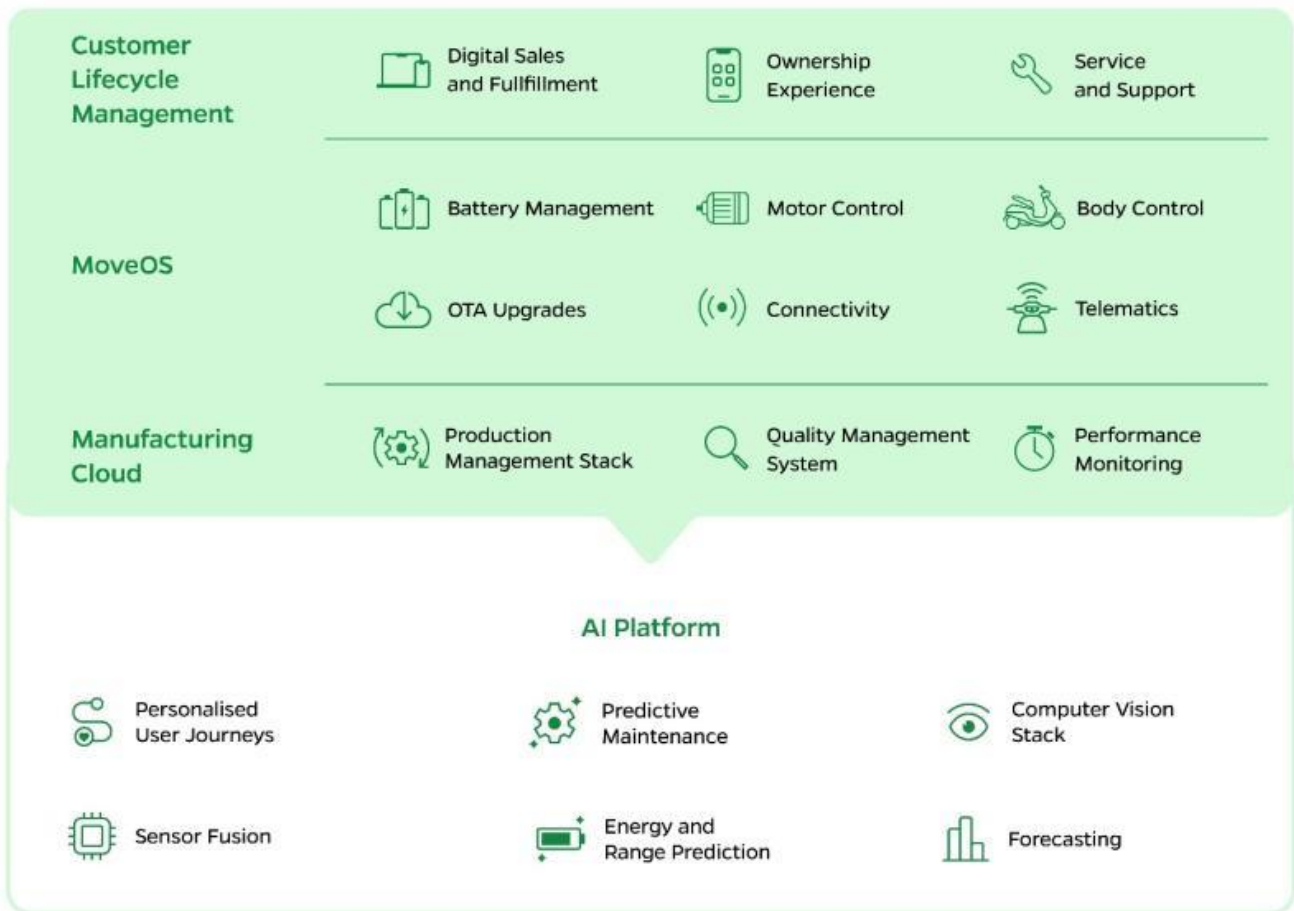 Customer
Lifecycle
Management
Digital Sales
and Fullfillment
Ownership
Experience
Service
and Support
MoveOS
Battery Management
Motor Control
Body Control
OTA Upgrades
Connectivity
Telematics
Manufacturing
Cloud
Production
Management Stack
Quality Management
System
Performance
Monitoring
AI Platform
Personalised
User Journeys
Predictive
Maintenance
Computer Vision
Stack
Sensor Fusion
Energy and
Range Prediction
Forecasting